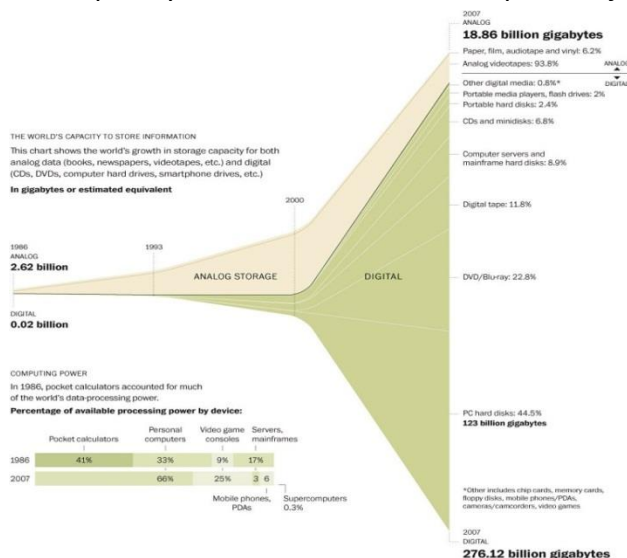 2007
ANALOG
18.86 billion gigabytes
Paper, film, audiotape and vinyl: 6.2%
Analog videotapes: 93.8%
ANALOG
DIGITAL
Other digital media: 0.8%*
Portable media players, flash drives: 2%
Portable hard disks: 2.4%
CDs and minidisks: 6.8%
Computer servers and
mainframe hard disks: 8.9%
Digital tape: 11.8%
DVD/Blu-ray: 22.8%
PC hard disks: 44.5%
123 billion gigabytes
*Other includes chip cards, memory cards,
floppy disks, mobile phones/PDAs,
cameras/camcorders, video games
2007
DIGITAL
276.12 billion gigabytes
THE WORLD'S CAPACITY TO STORE INFORMATION
This chart shows the world's growth in storage capacity for both
analog data (books, newspapers, videotapes, etc.) and digital
(CDs, DVDs, computer hard drives, smartphone drives, etc.)
In gigabytes or estimated equivalent
2000
1993
1986
ANALOG
2.62 billion
ANALOG STORAGE
DIGITAL
DIGITAL
0.02 billion
COMPUTING POWER
In 1986, pocket calculators accounted for much
of the world's data-processing power.
Percentage of available processing power by device:
Pocket calculators
Personal
computers
Video game
consoles
Servers,
mainframes
1986 41% 33% 9% 17%
2007 66% 25% 3 6
Mobile phones,
PDAs
Supercomputers
0.3%